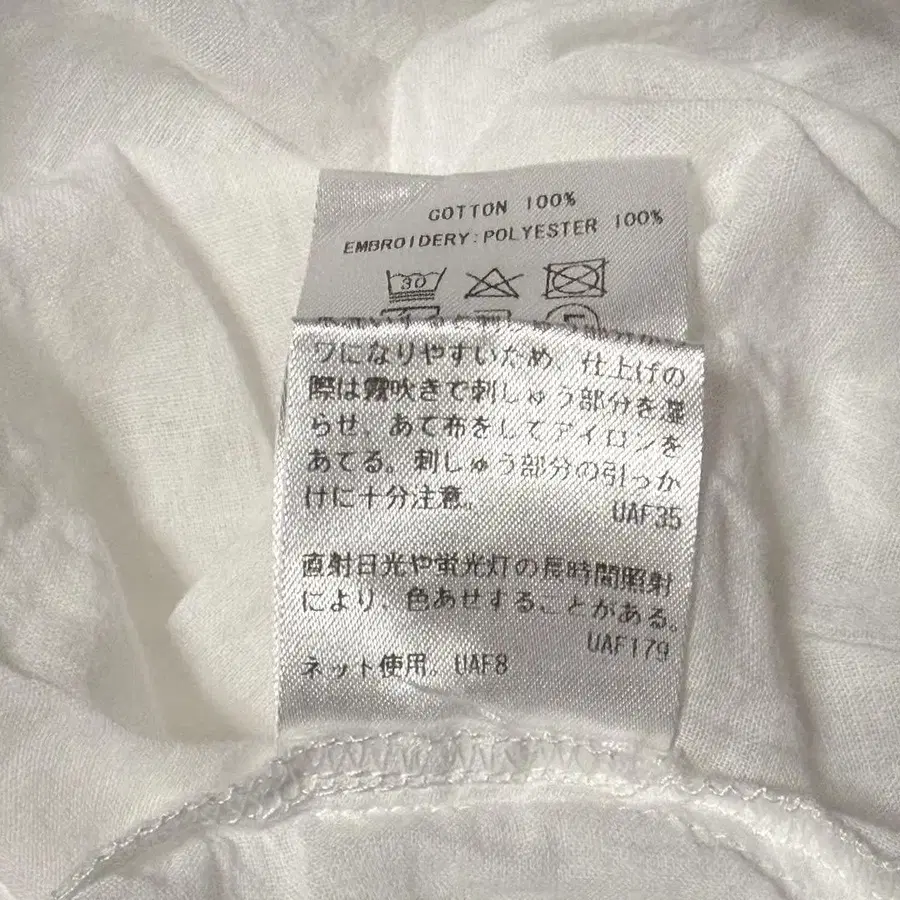 COTTON 100%
EMBROIDERY:POLYESTER 100%
30
ワになりやすいため、仕上げの
際は霧吹きで刺しゅう部分を湿
らせ、あて布をしてアイロンを
あてる。刺しゅう部分の引っか
けに十分注意。
UAF35
直射日光や蛍光灯の長時間照射
により、色あせすることがある。
UAF179
ネット使用。UAF8